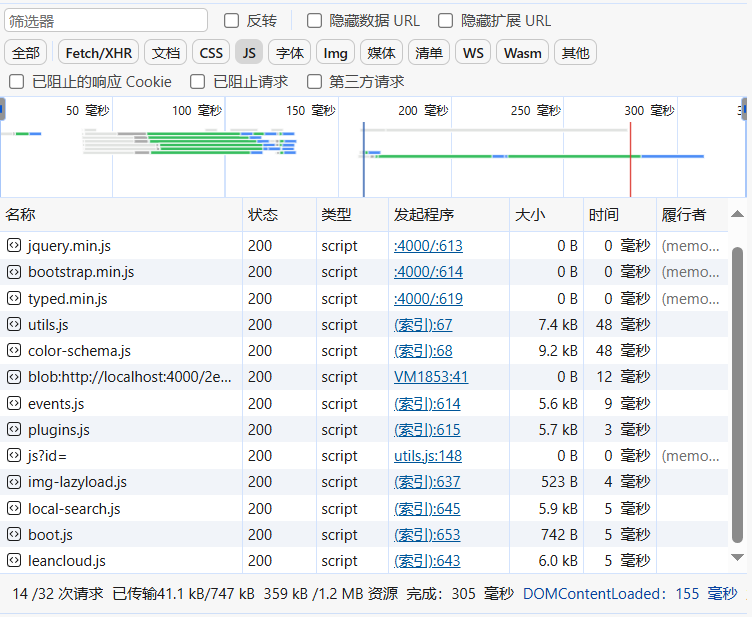 筛选器 反转 隐藏数据 URL 隐藏扩展 URL
全部 Fetch/XHR 文档 CSS JS 字体 Img 媒体 清单 WS Wasm 其他
已阻止的响应 Cookie 已阻止请求 第三方请求
50 毫秒 100 毫秒 150 毫秒 200 毫秒 250 毫秒 300 毫秒
名称 状态 类型 发起程序 大小 时间 履行者
jquery.min.js 200 script :4000/:613 0 B 0 毫秒 (memo...
bootstrap.min.js 200 script :4000/:614 0 B 0 毫秒 (memo...
typed.min.js 200 script :4000/:619 0 B 0 毫秒 (memo...
utils.js 200 script (索引):67 7.4 kB 48 毫秒
color-schema.js 200 script (索引):68 9.2 kB 48 毫秒
blob:http://localhost:4000/2e... 200 script VM1853:41 0 B 12 毫秒
events.js 200 script (索引):614 5.6 kB 9 毫秒
plugins.js 200 script (索引):615 5.7 kB 3 毫秒
js?id= 200 script utils.js:148 0 B 0 毫秒 (memo...
img-lazyload.js 200 script (索引):637 523 B 4 毫秒
local-search.js 200 script (索引):645 5.9 kB 5 毫秒
boot.js 200 script (索引):653 742 B 5 毫秒
leancloud.js 200 script (索引):643 6.0 kB 5 毫秒
14 /32 次请求 已传输41.1 kB/747 kB 359 kB /1.2 MB 资源 完成：305 毫秒 DOMContentLoaded：155 毫秒